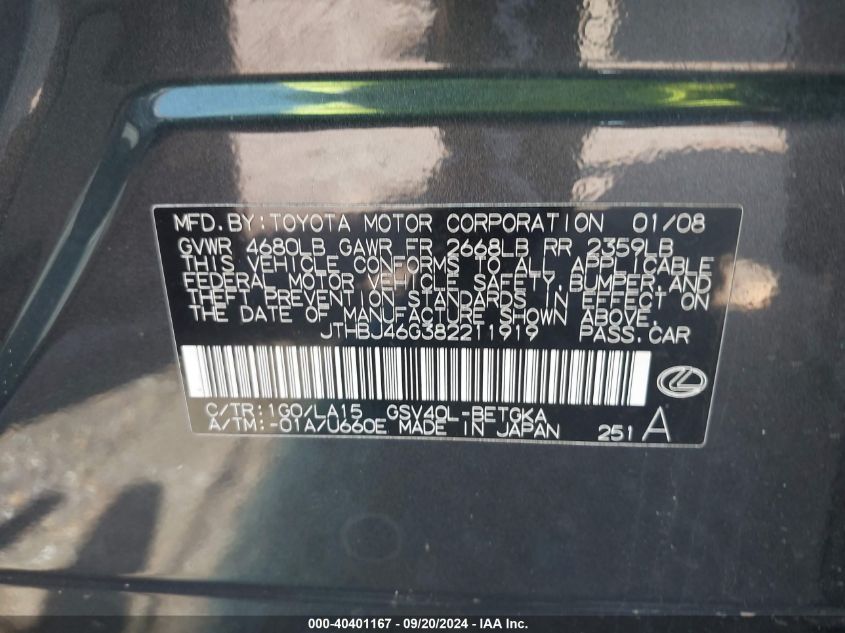 MFD.BY:TOYOTA MOTOR CORPORATION 01/08
GVWR 4680LB GAWR FR 2668LB RR 2359LB
THIS VEHICLE CONFORMS TO ALL APPLICABLE
FEDERAL MOTOR VEHICLE SAFETY,BUMPER,AND
THEFT PREVENTION STANDARDS IN EFFECT ON
THE DATE OF MANUFACTURE SHOWN ABOVE.
JTHBJ46G382211919 PASS.CAR
C/TR:1G0/LA15 GSV40L-BETGKA
A/TM:-01A/U660E MADE IN JAPAN 251 A
000-40401167 - 09/20/2024 - IAA Inc.